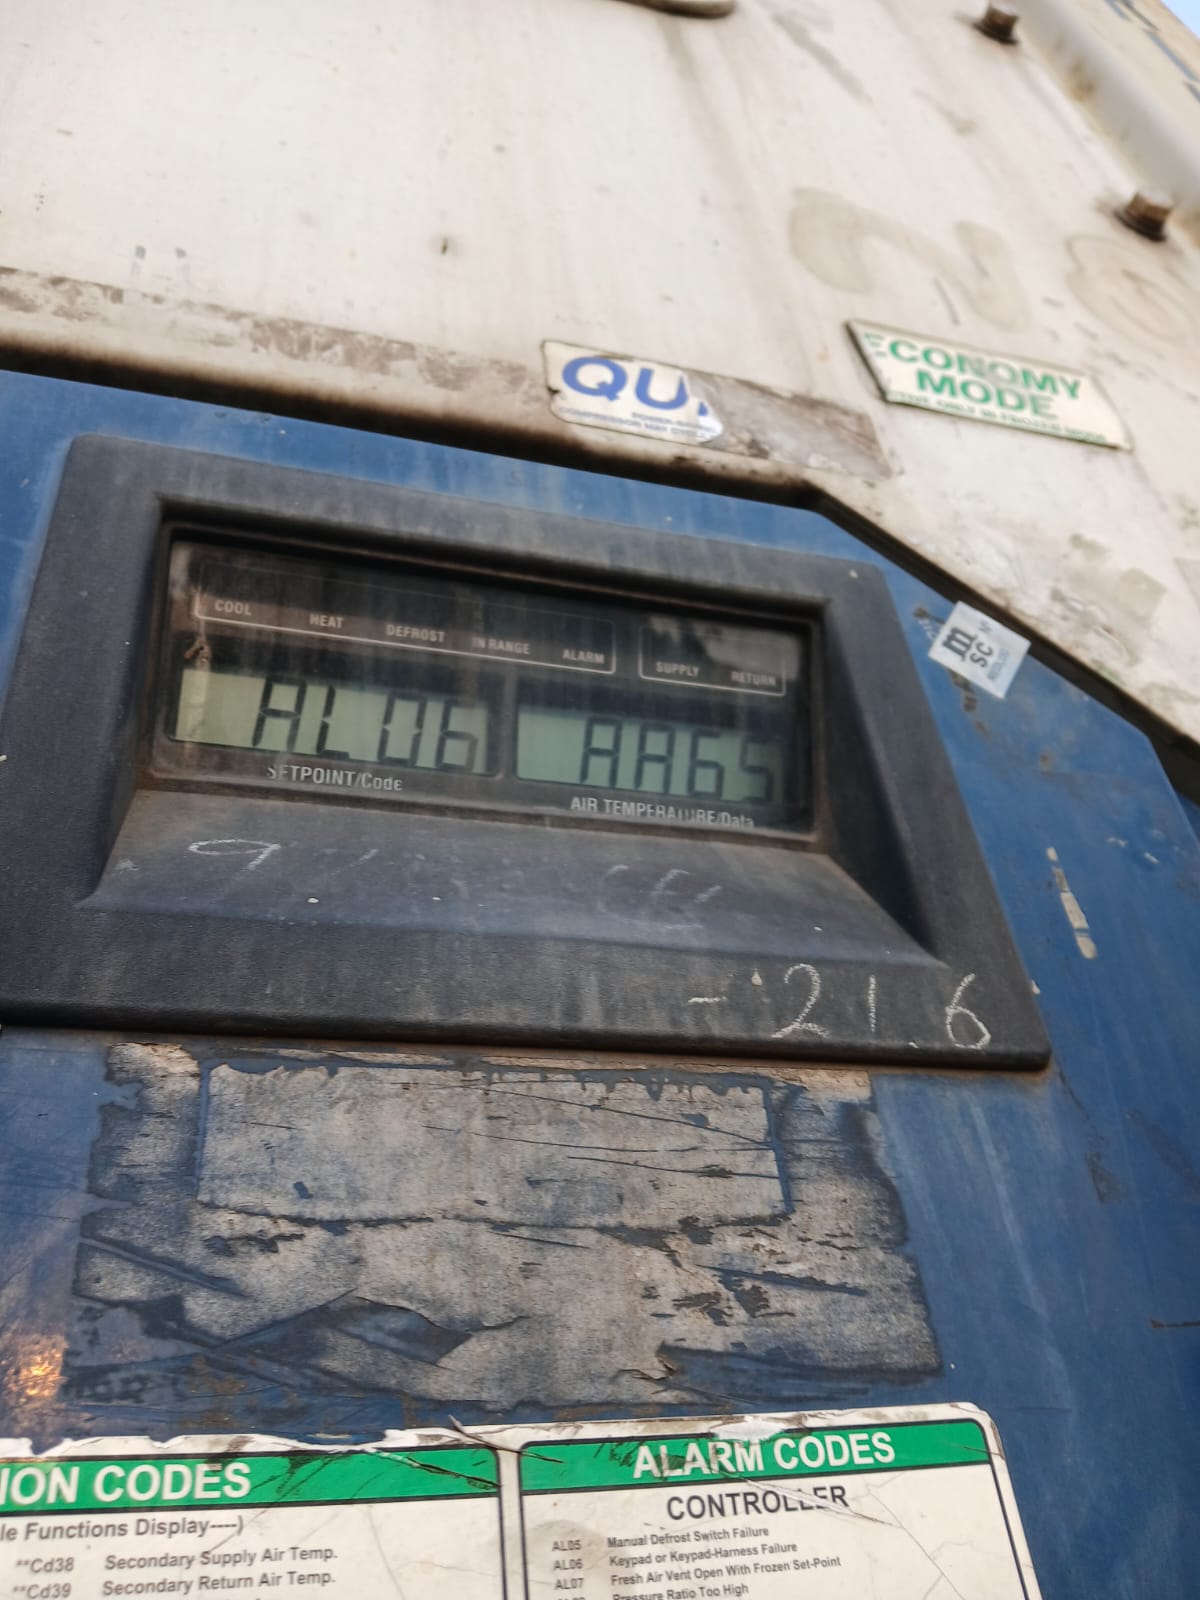 QU
ECONOMY
MODE
COOL HEAT DEFROST IN RANGE ALARM SUPPLY RETURN
AL06 AA65
SETPOINT/Code AIR TEMPERATURE/Data
msc
-216
ION CODES
le Functions Display----)
**Cd38 Secondary Supply Air Temp.
**Cd39 Secondary Return Air Temp.
ALARM CODES
CONTROLLER
AL05 Manual Defrost Switch Failure
AL06 Keypad or Keypad-Harness Failure
AL07 Fresh Air Vent Open With Frozen Set-Point
Pressure Ratio Too High